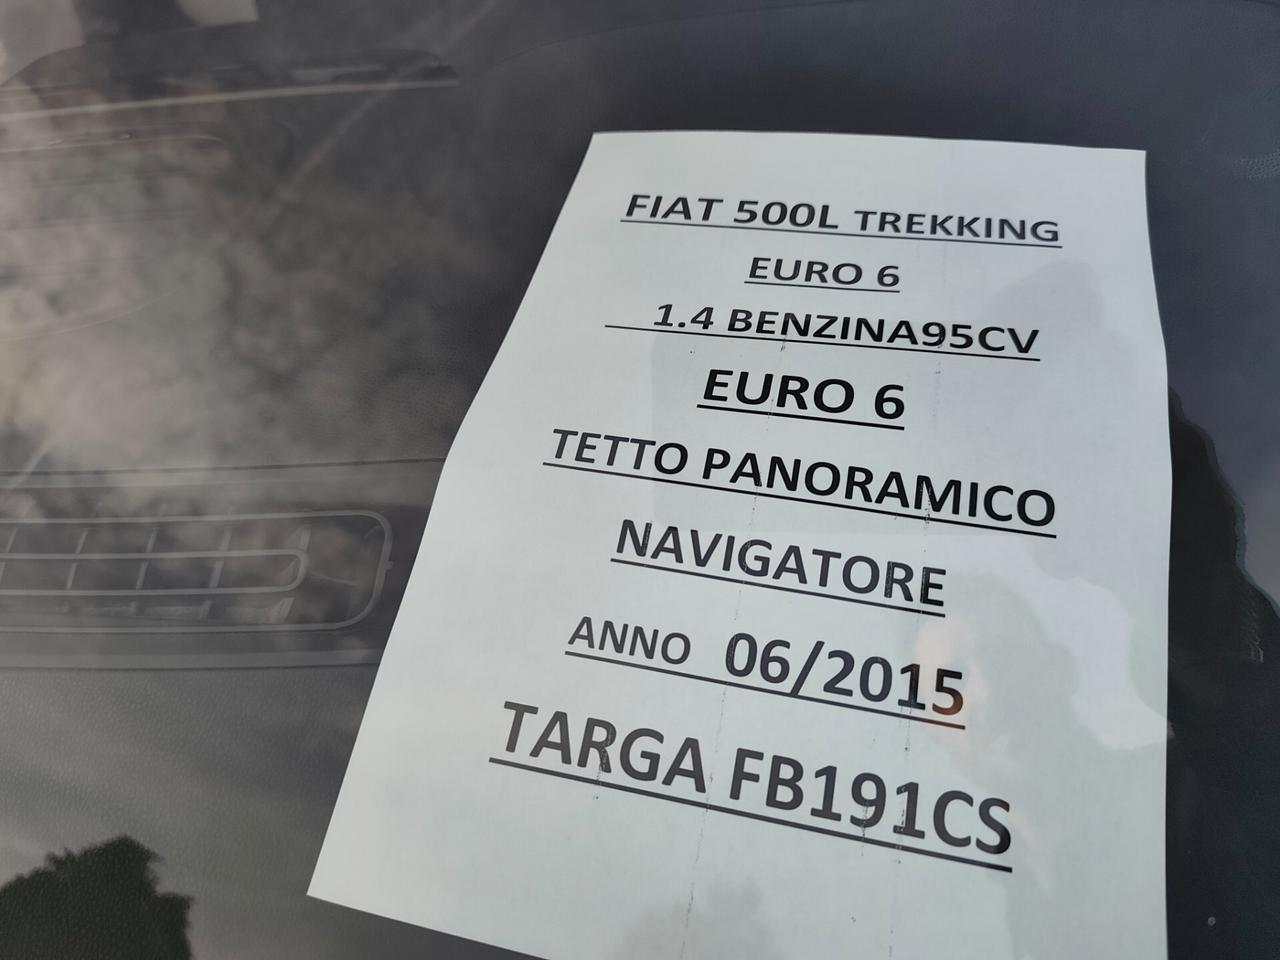 FIAT 500L TREKKING
EURO 6
1.4 BENZINA95CV
EURO 6
TETTO PANORAMICO
NAVIGATORE
ANNO 06/2015
TARGA FB191CS